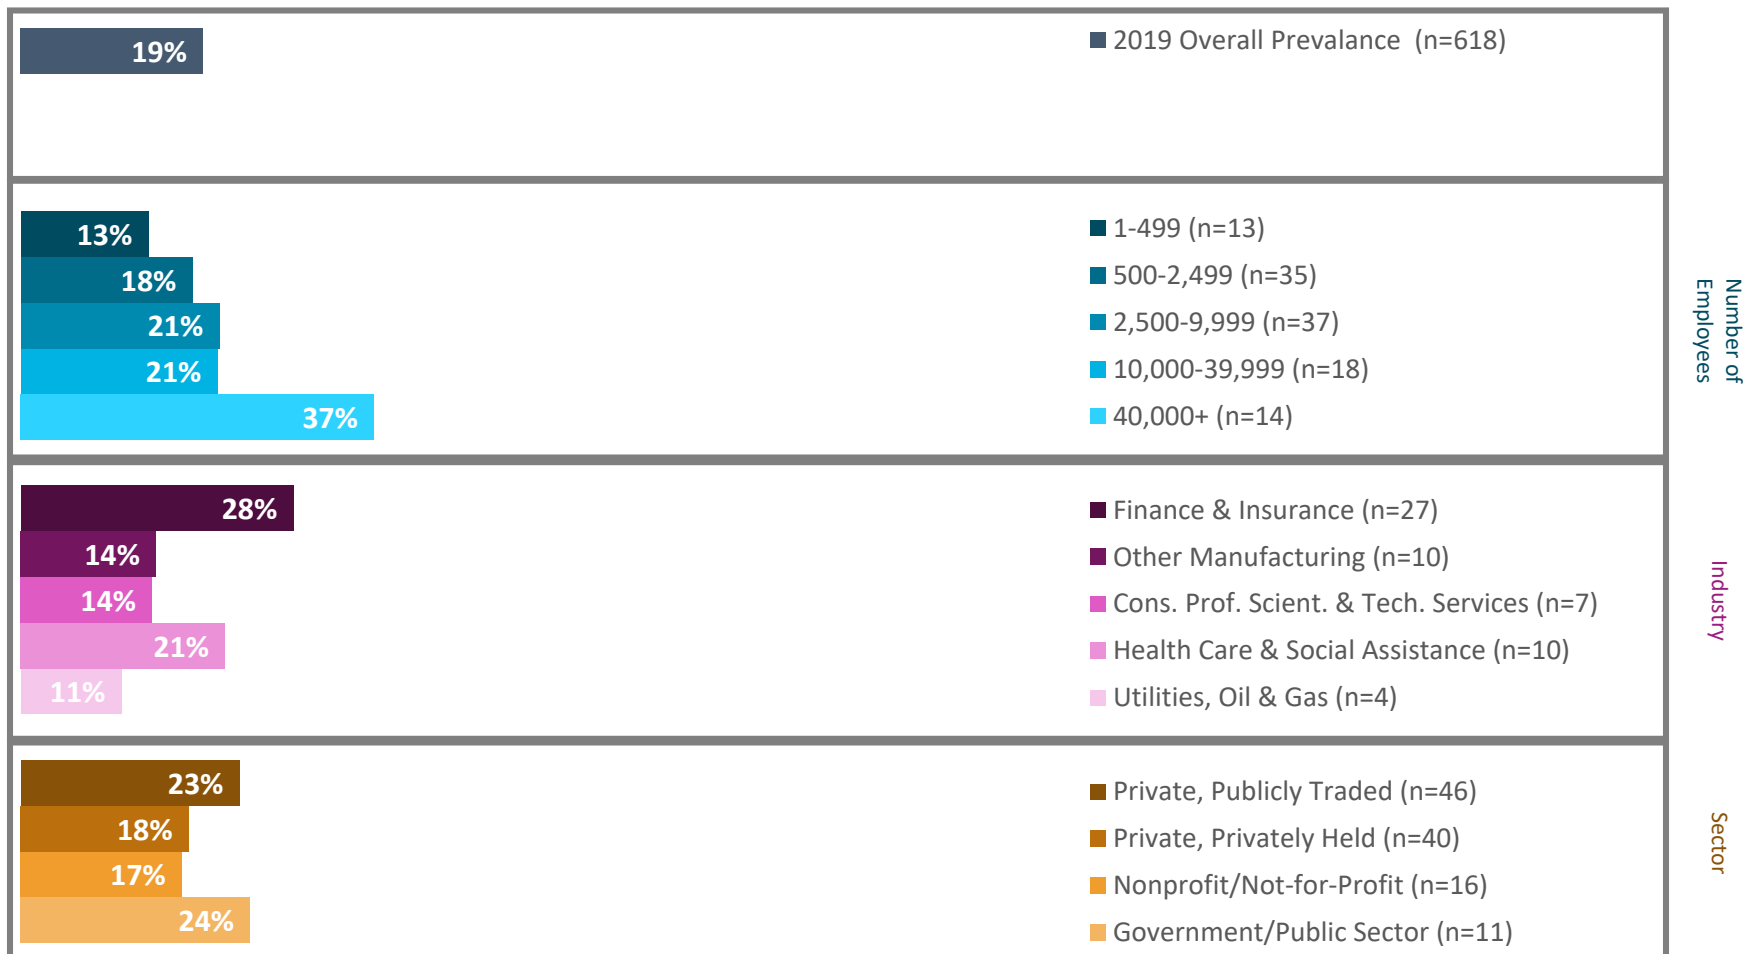 19%
2019 Overall Prevalance (n=618)
13%
18%
21%
21%
37%
1-499 (n=13)
500-2,499 (n=35)
2,500-9,999 (n=37)
10,000-39,999 (n=18)
40,000+ (n=14)
Number of
Employees
28%
14%
14%
21%
11%
Finance & Insurance (n=27)
Other Manufacturing (n=10)
Cons. Prof. Scient. & Tech. Services (n=7)
Health Care & Social Assistance (n=10)
Utilities, Oil & Gas (n=4)
Industry
23%
18%
17%
24%
Private, Publicly Traded (n=46)
Private, Privately Held (n=40)
Nonprofit/Not-for-Profit (n=16)
Government/Public Sector (n=11)
Sector